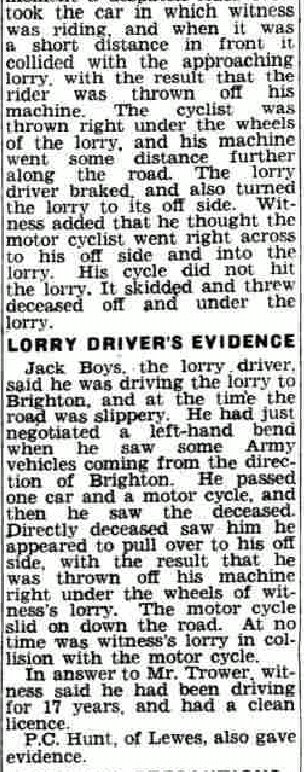 took the car in which witness
was riding, and when it was
a short distance in front it
collided with the approaching
lorry, with the result that the
rider was thrown off his
machine. The cyclist was
thrown right under the wheels
of the lorry, and his machine
went some distance further
along the road. The lorry
driver braked, and also turned
the lorry to its off side. Wit-
ness added that he thought the
motor cyclist went right across
to his off side and into the
lorry. His cycle did not hit
the lorry. It skidded and threw
deceased off and under the
lorry.
LORRY DRIVER'S EVIDENCE
Jack Boys, the lorry driver,
said he was driving the lorry to
Brighton, and at the time the
road was slippery. He had just
negotiated a left-hand bend
when he saw some Army
vehicles coming from the direc-
tion of Brighton. He passed
one car and a motor cycle, and
then he saw the deceased.
Directly deceased saw him he
appeared to pull over to his off
side, with the result that he
was thrown off his machine
right under the wheels of wit-
ness's lorry. The motor cycle
slid on down the road. At no
time was witness's lorry in col-
lision with the motor cycle.
In answer to Mr. Trower, wit-
ness said he had been driving
for 17 years, and had a clean
licence.
P.C. Hunt, of Lewes, also gave
evidence.